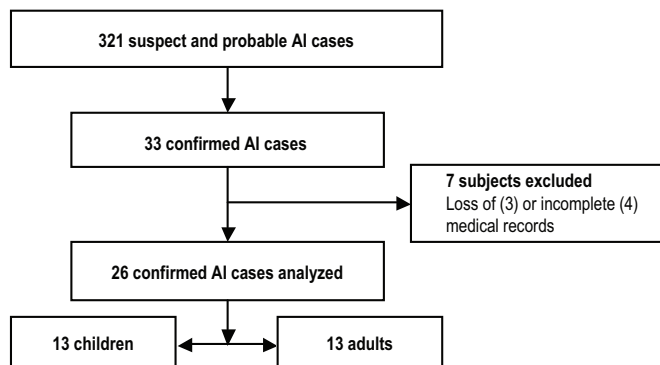 321 suspect and probable AI cases
33 confirmed AI cases
7 subjects excluded
Loss of (3) or incomplete (4)
medical records
26 confirmed AI cases analyzed
13 children
13 adults